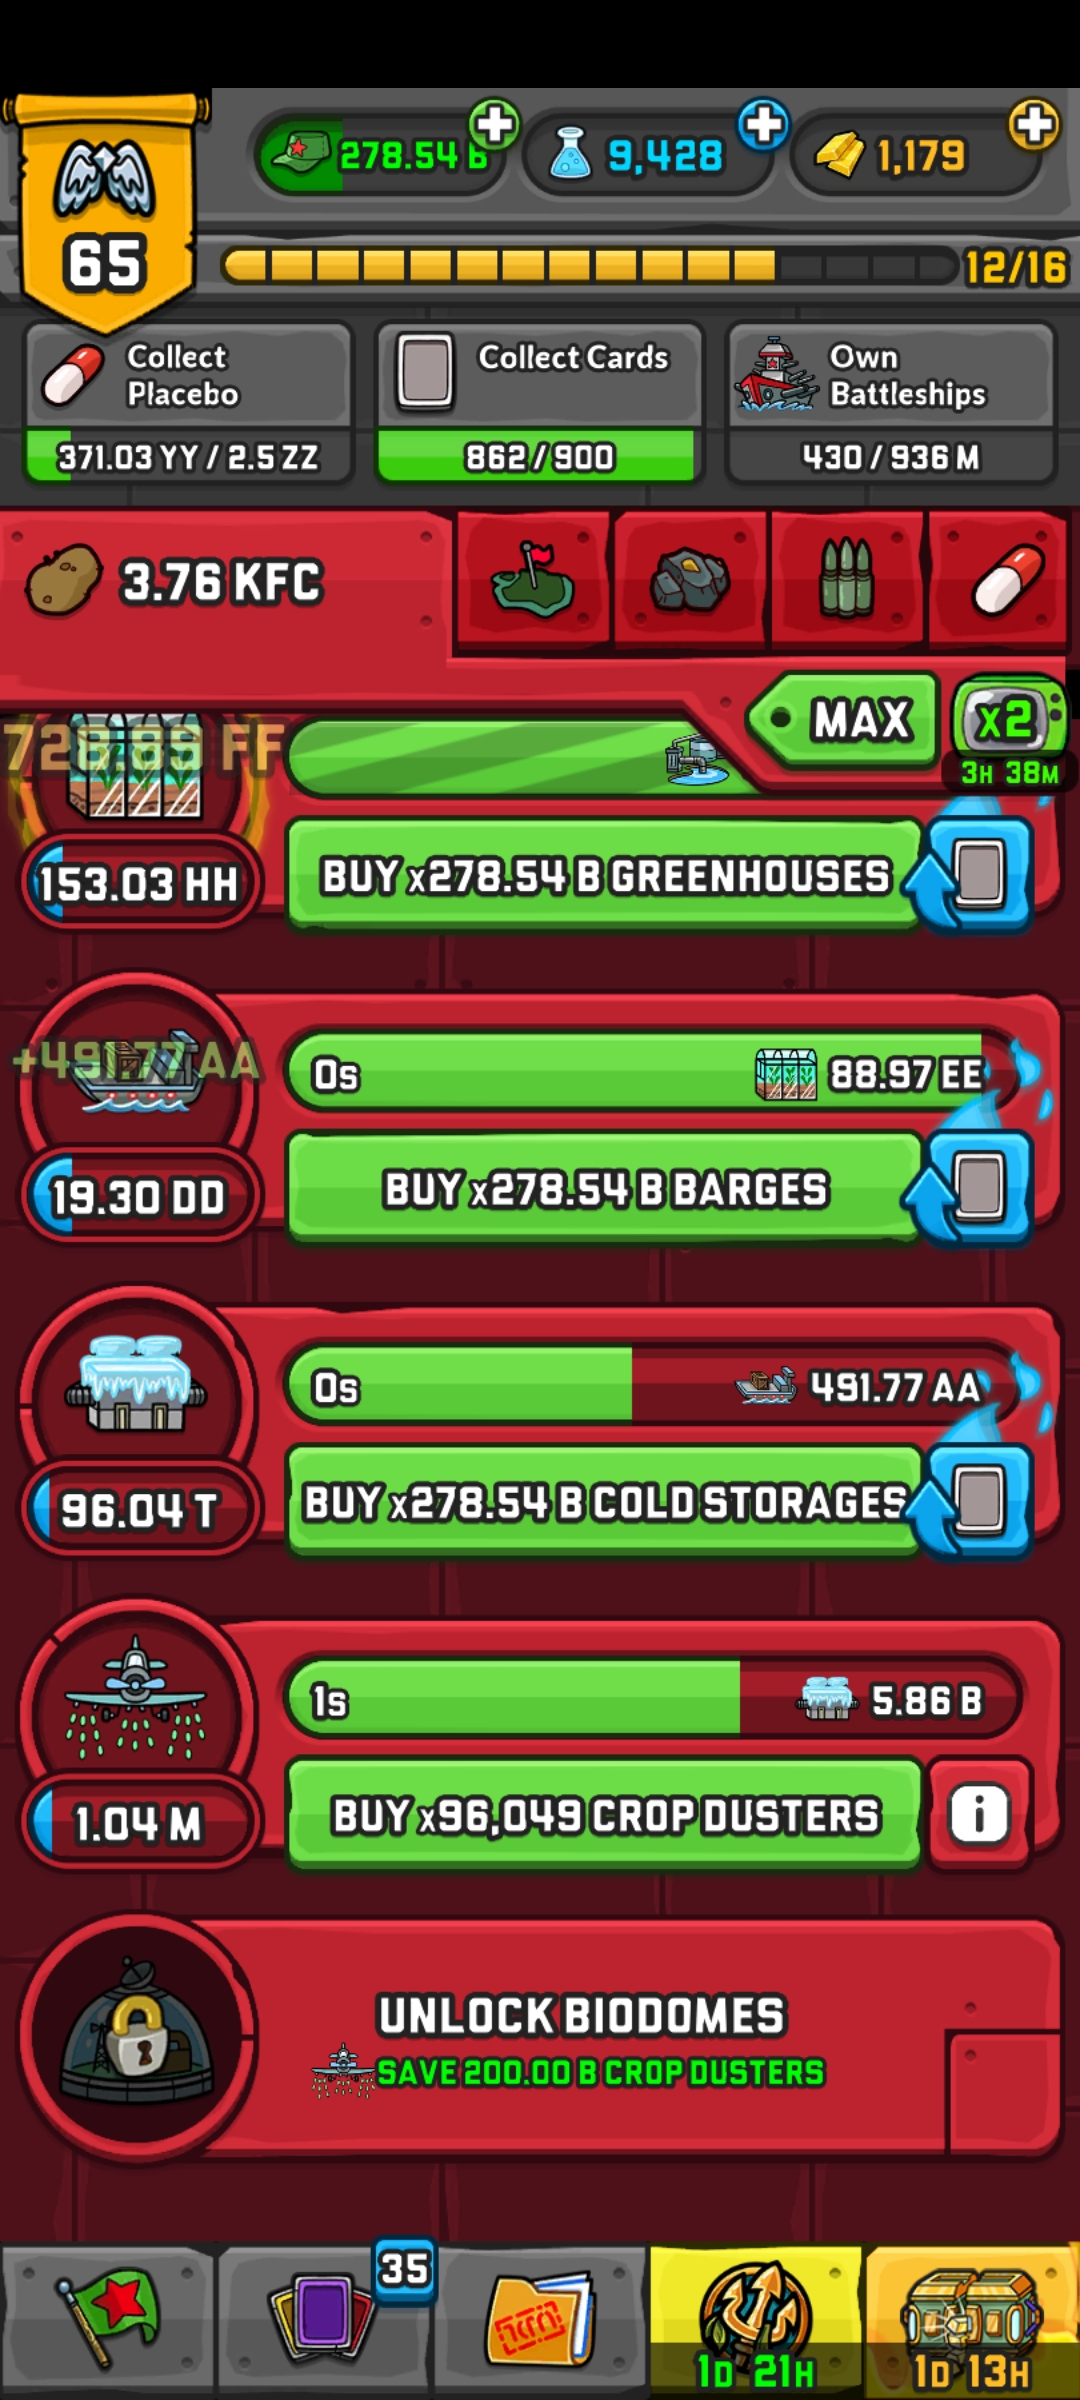 278.54 B
9,428
1,179
65
12/16
Collect
Placebo
371.03 YY / 2.5 ZZ
Collect Cards
862/900
Own
Battleships
430 / 936 M
3.76 KFC
MAX
x2
3H 38M
728.89 FF
153.03 HH
BUY x278.54 B GREENHOUSES
+491.77 AA
0s
88.97 EE
19.30 DD
BUY x278.54 B BARGES
0s
491.77 AA
96.04 T
BUY x278.54 B COLD STORAGES
1s
5.86 B
1.04 M
BUY x96,049 CROP DUSTERS
i
UNLOCK BIODOMES
SAVE 200.00 B CROP DUSTERS
35
1D 21H
1D 13H